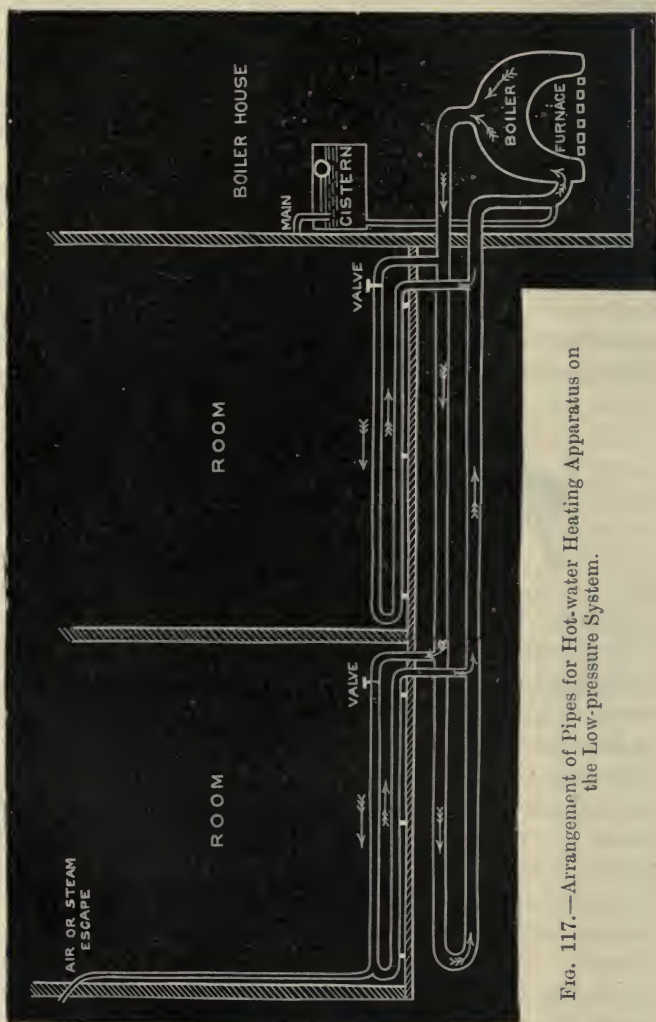 AIR OR STEAM
ESCAPE
ROOM
VALVE
ROOM
VALVE
MAIN
CISTERN
BOILER HOUSE
BOILER
FURNACE
FIG. 117.—Arrangement of Pipes for Hot-water Heating Apparatus on
the Low-pressure System.